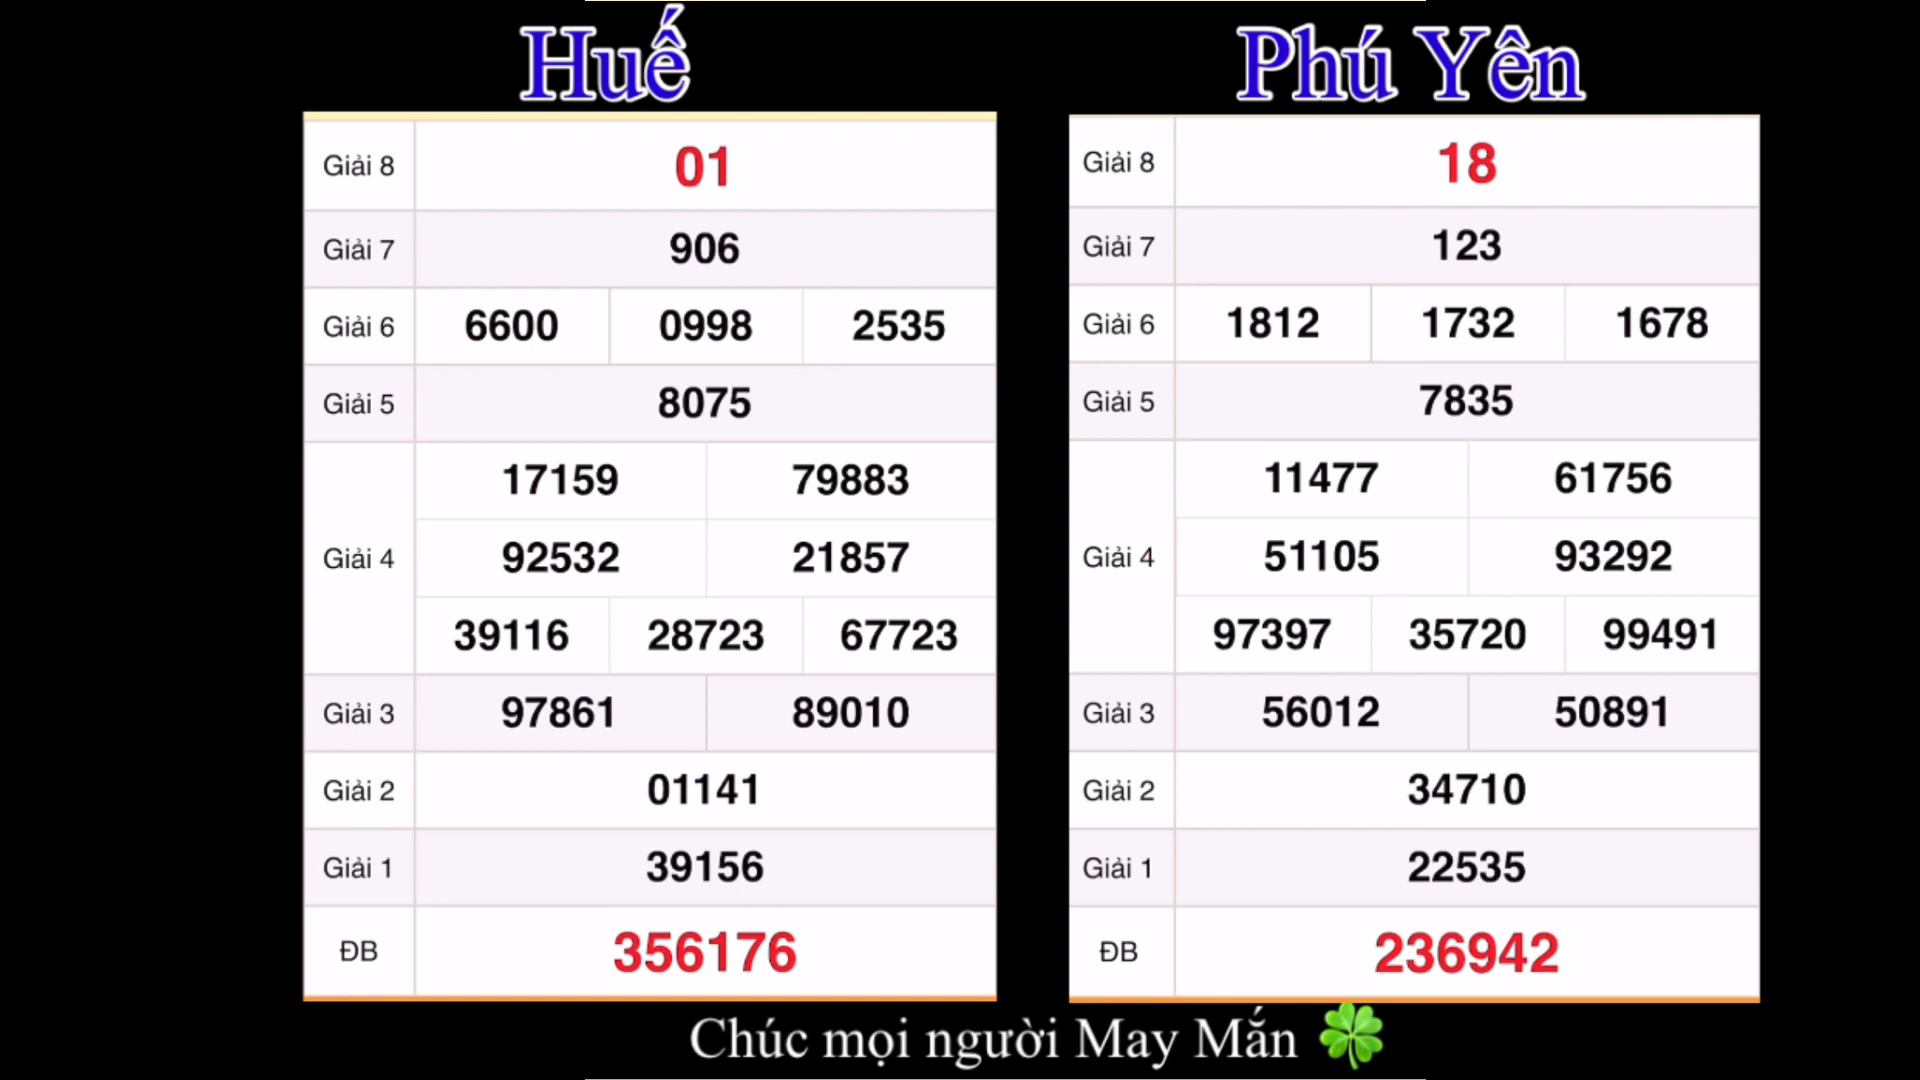 Huế
Giải 8 01
Giải 7 906
Giải 6 6600 0998 2535
Giải 5 8075
17159 79883
Giải 4 92532 21857
39116 28723 67723
Giải 3 97861 89010
Giải 2 01141
Giải 1 39156
ĐB 356176
Phú Yên
Giải 8 18
Giải 7 123
Giải 6 1812 1732 1678
Giải 5 7835
11477 61756
Giải 4 51105 93292
97397 35720 99491
Giải 3 56012 50891
Giải 2 34710
Giải 1 22535
ĐB 236942
Chúc mọi người May Mắn 🍀